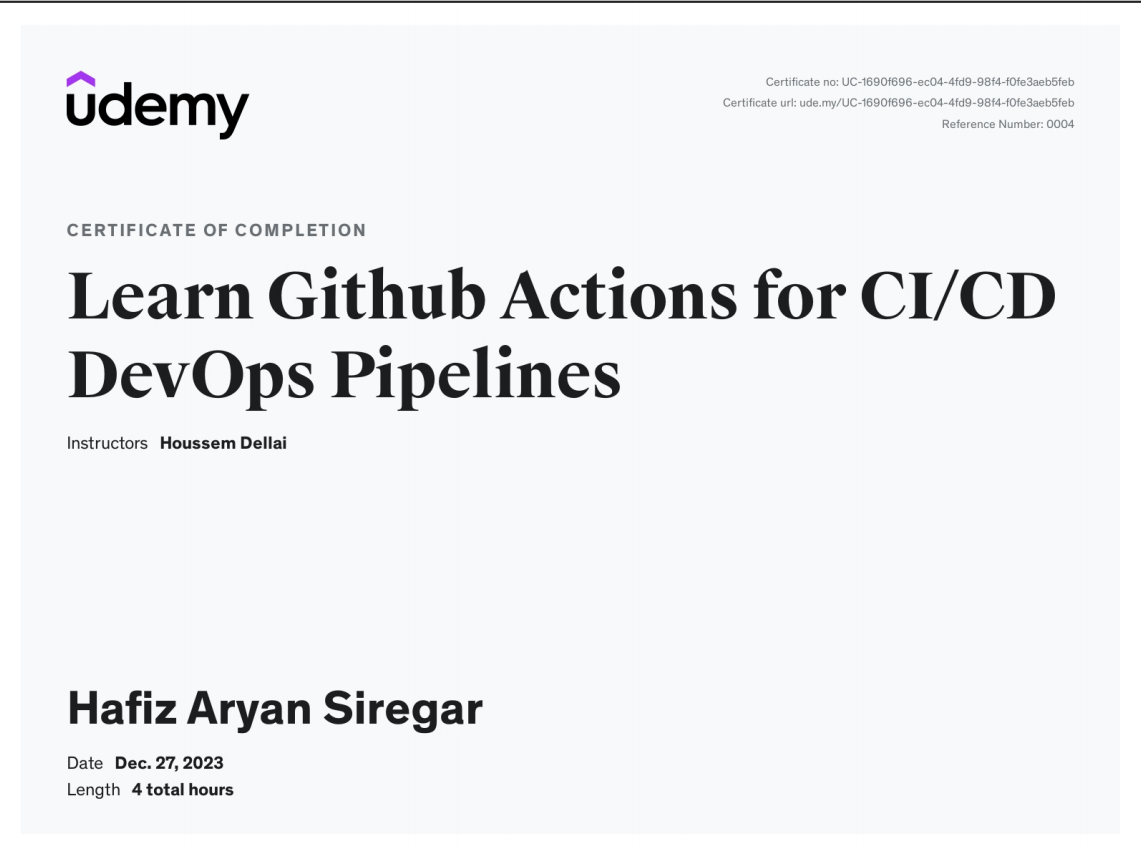 udemy
Certificate no: UC-1690f696-ec04-4fd9-98f4-f0fe3aeb5feb
Certificate url: ude.my/UC-1690f696-ec04-4fd9-98f4-f0fe3aeb5feb
Reference Number: 0004
CERTIFICATE OF COMPLETION
Learn Github Actions for CI/CD
DevOps Pipelines
Instructors Houssem Dellai
Hafiz Aryan Siregar
Date Dec. 27, 2023
Length 4 total hours